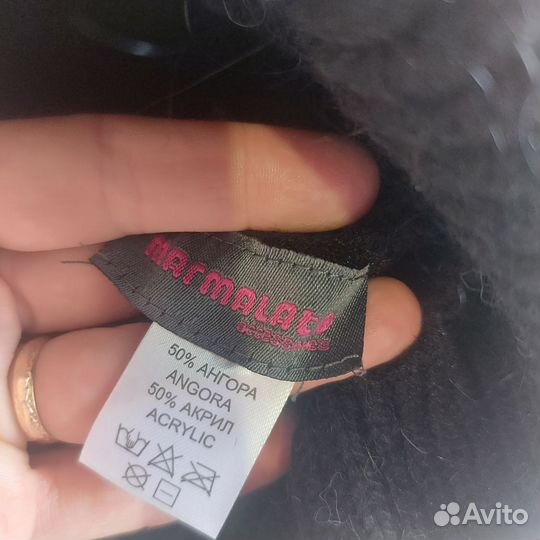 marmalato
accessories
50% АНГОРА
ANGORA
50% АКРИЛ
ACRYLIC
Avito